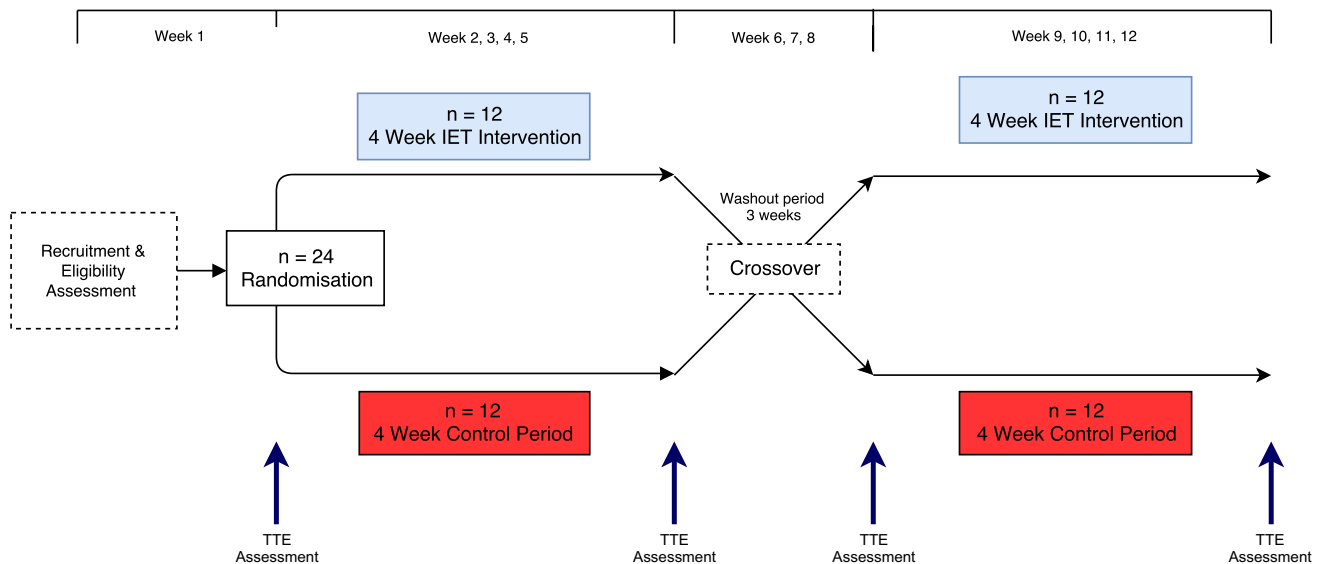 Week 1
Week 2, 3, 4, 5
Week 6, 7, 8
Week 9, 10, 11, 12
n = 12
4 Week IET Intervention
n = 12
4 Week IET Intervention
Washout period
3 weeks
Recruitment &
Eligibility
Assessment
n = 24
Randomisation
Crossover
n = 12
4 Week Control Period
n = 12
4 Week Control Period
TTE
Assessment
TTE
Assessment
TTE
Assessment
TTE
Assessment